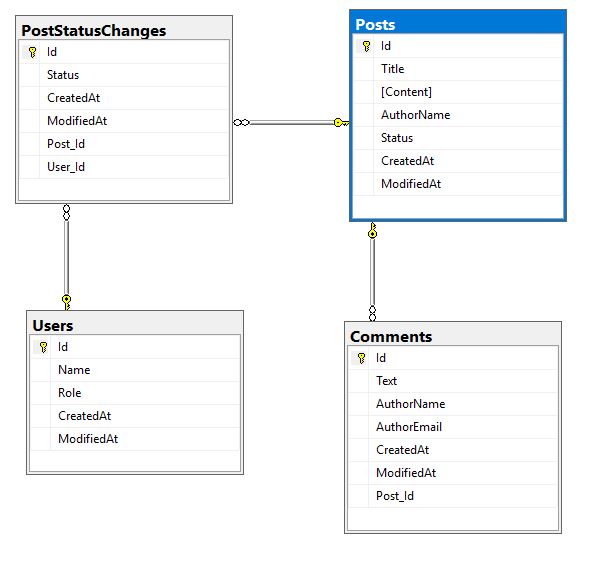 PostStatusChanges
Id
Status
CreatedAt
ModifiedAt
Post_Id
User_Id
Posts
Id
Title
[Content]
AuthorName
Status
CreatedAt
ModifiedAt
Users
Id
Name
Role
CreatedAt
ModifiedAt
Comments
Id
Text
AuthorName
AuthorEmail
CreatedAt
ModifiedAt
Post_Id